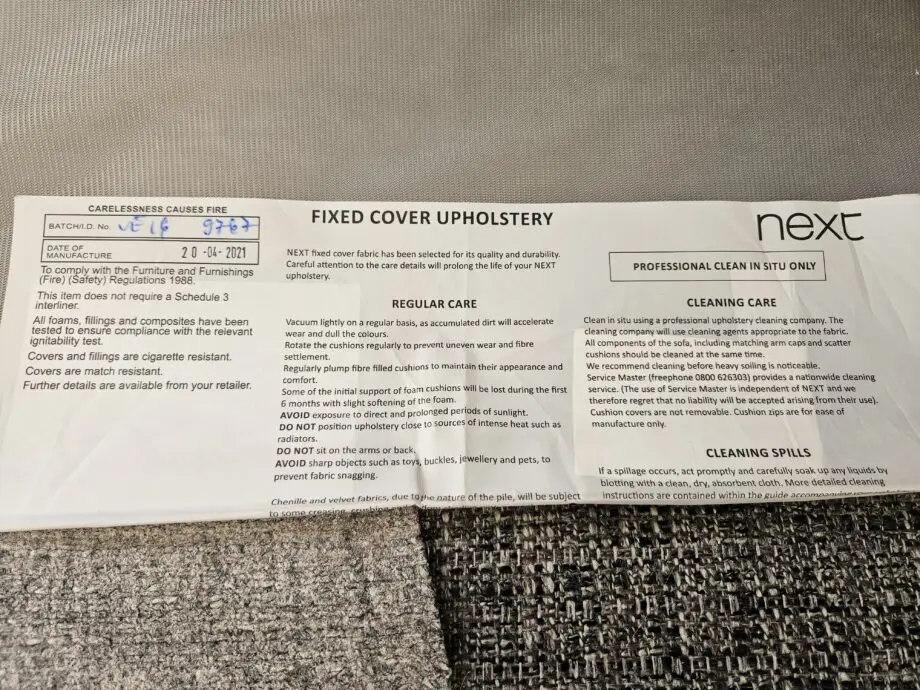 CARELESSNESS CAUSES FIRE
BATCH/I.D. No. VE16 9767
DATE OF
MANUFACTURE 20-04-2021
To comply with the Furniture and Furnishings
(Fire) (Safety) Regulations 1988.
This item does not require a Schedule 3
interliner.
All foams, fillings and composites have been
tested to ensure compliance with the relevant
ignitability test.
Covers and fillings are cigarette resistant.
Covers are match resistant.
Further details are available from your retailer.
FIXED COVER UPHOLSTERY
NEXT fixed cover fabric has been selected for its quality and durability.
Careful attention to the care details will prolong the life of your NEXT
upholstery.
REGULAR CARE
Vacuum lightly on a regular basis, as accumulated dirt will accelerate
wear and dull the colours.
Rotate the cushions regularly to prevent uneven wear and fibre
settlement.
Regularly plump fibre filled cushions to maintain their appearance and
comfort.
Some of the initial support of foam cushions will be lost during the first
6 months with slight softening of the foam.
AVOID exposure to direct and prolonged periods of sunlight.
DO NOT position upholstery close to sources of intense heat such as
radiators.
DO NOT sit on the arms or back.
AVOID sharp objects such as toys, buckles, jewellery and pets, to
prevent fabric snagging.
Chenille and velvet fabrics, due to the nature of the pile, will be subject
to some creasing, crushing
next
PROFESSIONAL CLEAN IN SITU ONLY
CLEANING CARE
Clean in situ using a professional upholstery cleaning company. The
cleaning company will use cleaning agents appropriate to the fabric.
All components of the sofa, including matching arm caps and scatter
cushions should be cleaned at the same time.
We recommend cleaning before heavy soiling is noticeable.
Service Master (freephone 0800 626303) provides a nationwide cleaning
service. (The use of Service Master is independent of NEXT and we
therefore regret that no liability will be accepted arising from their use).
Cushion covers are not removable. Cushion zips are for ease of
manufacture only.
CLEANING SPILLS
If a spillage occurs, act promptly and carefully soak up any liquids by
blotting with a clean, dry, absorbent cloth. More detailed cleaning
instructions are contained within the guide accompanying